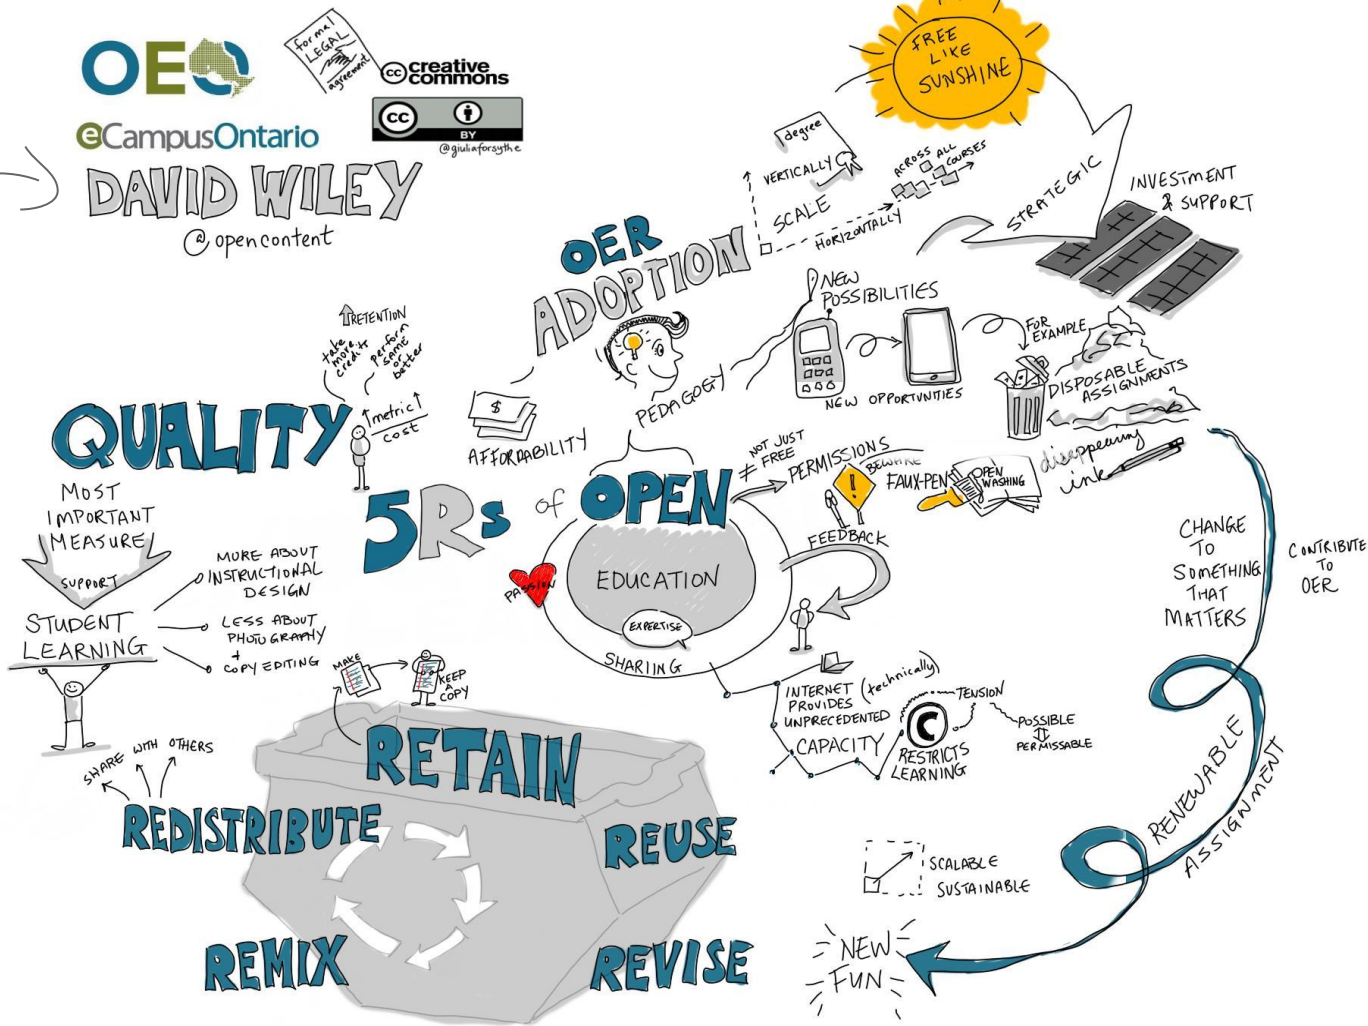 OEO
eCampusOntario
formal
LEGAL
agreement
cc creative
commons
cc
BY
@giuliaforsythe
DAVID WILEY
@opencontent
FREE
LIKE
SUNSHINE
degree
VERTICALLY
SCALE
HORIZONTALLY
ACROSS ALL
COURSES
STRATEGIC
INVESTMENT
& SUPPORT
OER
ADOPTION
NEW
POSSIBILITIES
NEW OPPORTUNITIES
FOR
EXAMPLE
DISPOSABLE
ASSIGNMENTS
disappearing
ink
PEDAGOGY
$
AFFORDABILITY
RETENTION
take
more
credits
perform
SAME
or
better
metric
cost
QUALITY
MOST
IMPORTANT
MEASURE
SUPPORT
STUDENT
LEARNING
MORE ABOUT
INSTRUCTIONAL
DESIGN
LESS ABOUT
PHOTOGRAPHY
+
COPY EDITING
5Rs of OPEN
EDUCATION
EXPERTISE
SHARIING
PASSION
≠ NOT JUST
FREE
PERMISSIONS
!
BEWARE
FAUX-PEN
OPEN
WASHING
FEEDBACK
INTERNET
PROVIDES
UNPRECEDENTED
(technically)
CAPACITY
C
RESTRICTS
LEARNING
TENSION
POSSIBLE
PERMISSABLE
CHANGE
TO
SOMETHING
THAT
MATTERS
CONTRIBUTE
TO
OER
RENEWABLE
ASSIGNMENT
SCALABLE
SUSTAINABLE
NEW
FUN
MAKE
KEEP
A
COPY
RETAIN
SHARE WITH OTHERS
REDISTRIBUTE
REUSE
REMIX
REVISE